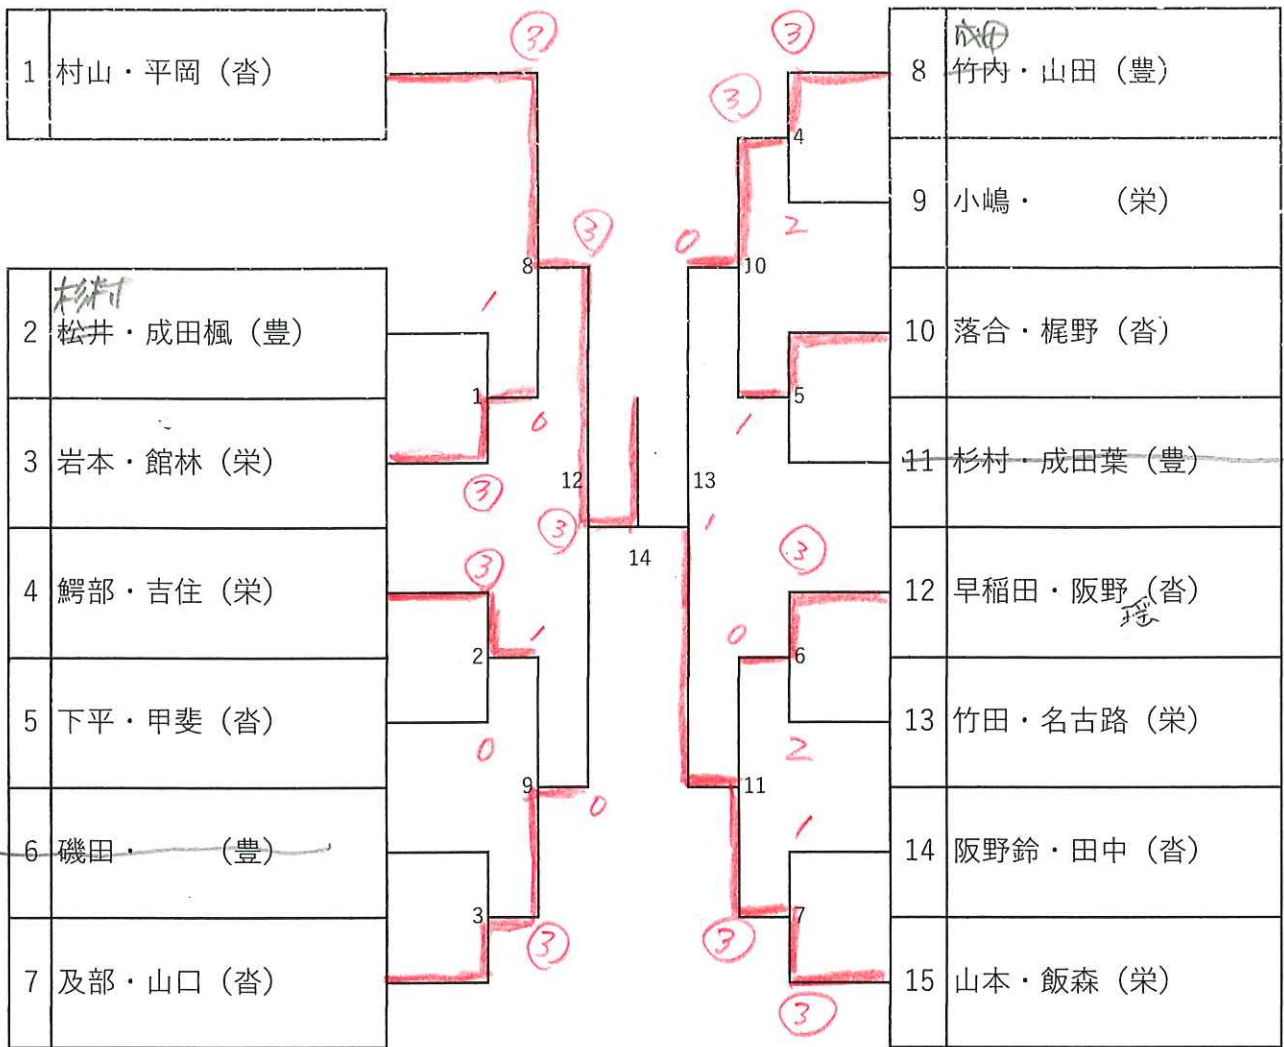 ③
③
1 村山・平岡（沓）
成田
8 竹内・山田（豊）
③
4
9 小嶋・　　　（栄）
2
③
0
8
10
杉村
2 松井・成田楓（豊）
1
10 落合・梶野（沓）
1
0
5
1
3 岩本・館林（栄）
③
11 杉村・成田葉（豊）
12
13
③
1
14
4 鰐部・吉住（栄）
③
③
12 早稲田・阪野（沓）
瑶
1
0
2
6
5 下平・甲斐（沓）
0
13 竹田・名古路（栄）
2
9
11
0
6 磯田・　　　（豊）
1
14 阪野鈴・田中（沓）
3
③
③
7
7 及部・山口（沓）
15 山本・飯森（栄）
③